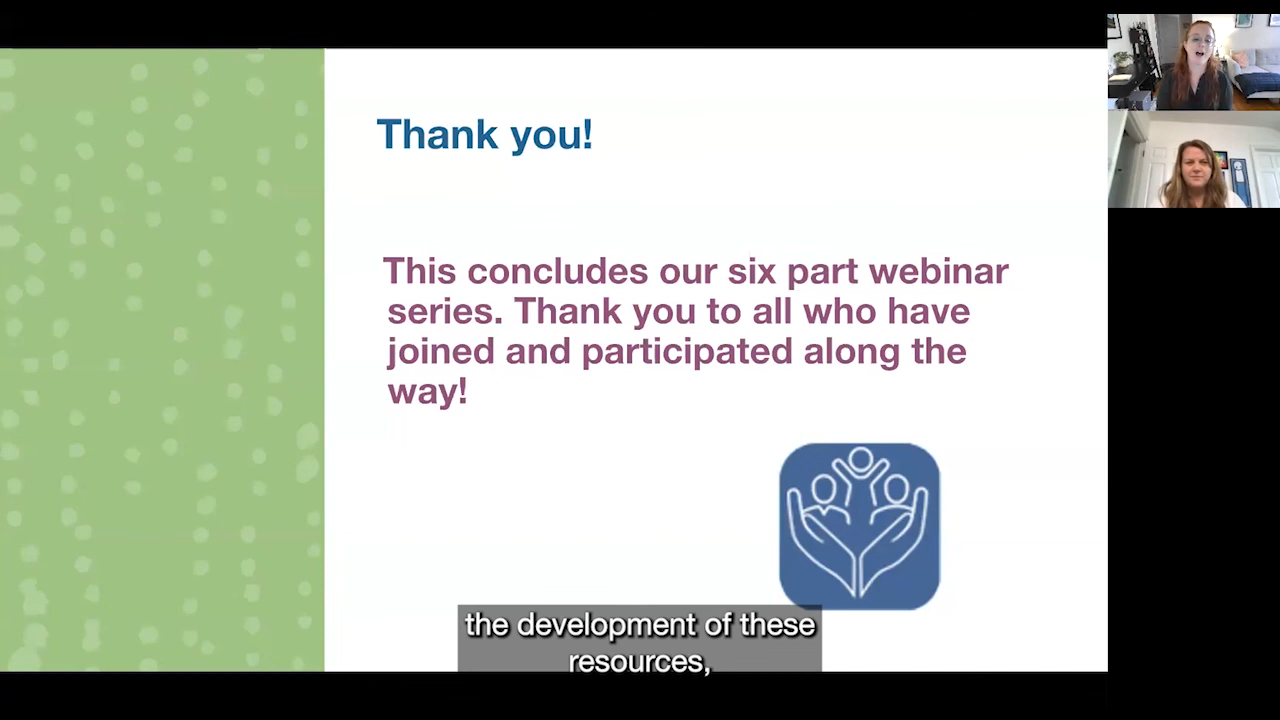 Thank you!
This concludes our six part webinar
series. Thank you to all who have
joined and participated along the
way!
the development of these
resources,